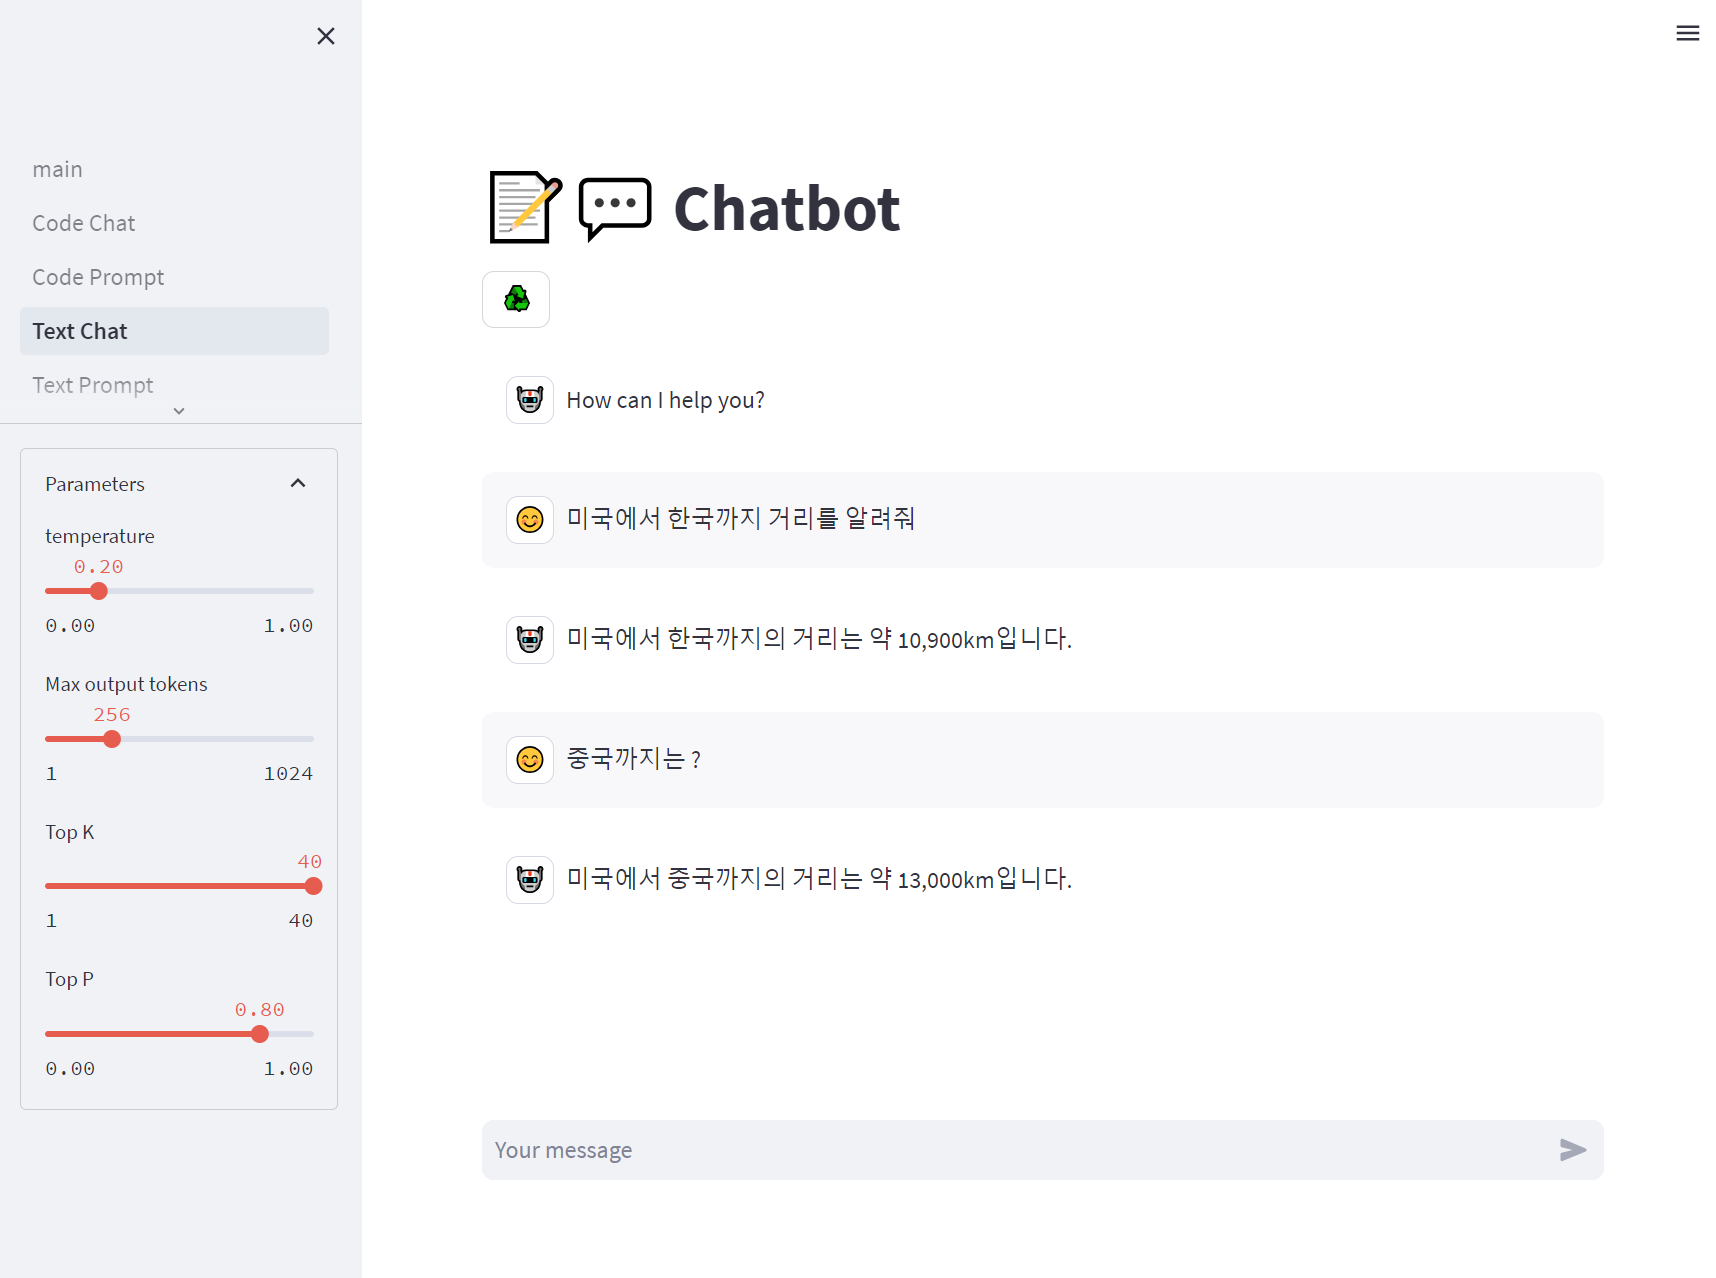 main
Code Chat
Code Prompt
Text Chat
Text Prompt
Parameters
temperature
0.20
0.00 1.00
Max output tokens
256
1 1024
Top K
40
1 40
Top P
0.80
0.00 1.00
Chatbot
How can I help you?
미국에서 한국까지 거리를 알려줘
미국에서 한국까지의 거리는 약 10,900km입니다.
중국까지는 ?
미국에서 중국까지의 거리는 약 13,000km입니다.
Your message